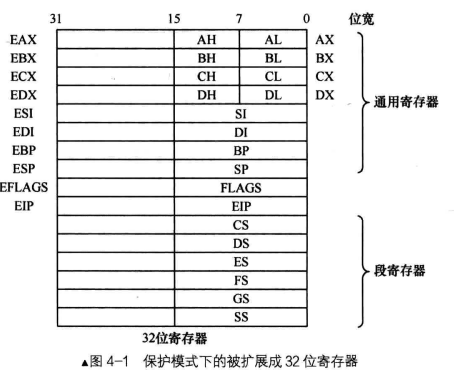 31 15 7 0 位宽
EAX AH AL AX
EBX BH BL BX
ECX CH CL CX
EDX DH DL DX
通用寄存器
ESI SI
EDI DI
EBP BP
ESP SP
EFLAGS FLAGS
EIP EIP
CS
DS
ES
段寄存器
FS
GS
SS
32位寄存器
▲图 4-1 保护模式下的被扩展成 32 位寄存器